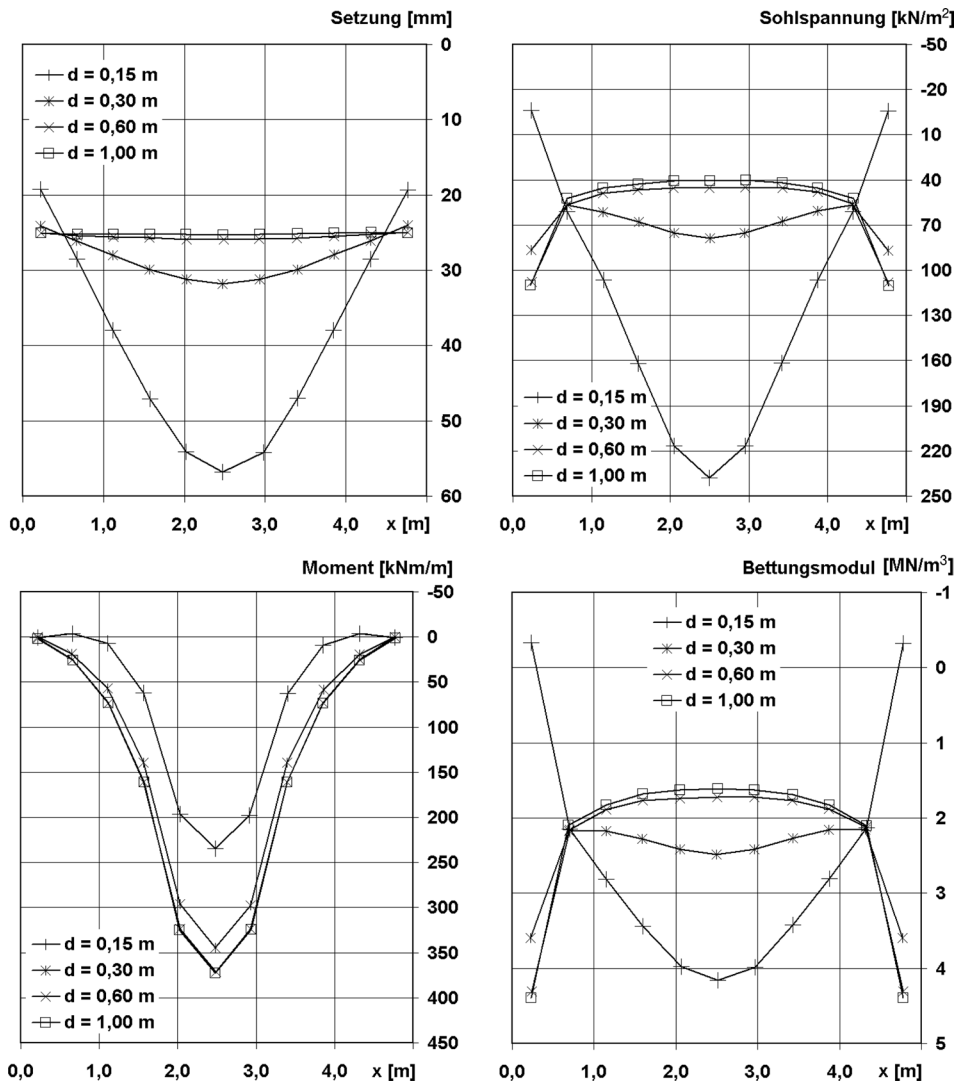 Setzung [mm]
0
10
20
30
40
50
60
d = 0,15 m
d = 0,30 m
d = 0,60 m
d = 1,00 m
0,0 1,0 2,0 3,0 4,0 x [m]
Sohlspannung [kN/m²]
-50
-20
10
40
70
100
130
160
190
220
250
d = 0,15 m
d = 0,30 m
d = 0,60 m
d = 1,00 m
0,0 1,0 2,0 3,0 4,0 x [m]
Moment [kNm/m]
-50
0
50
100
150
200
250
300
350
400
450
d = 0,15 m
d = 0,30 m
d = 0,60 m
d = 1,00 m
0,0 1,0 2,0 3,0 4,0 x [m]
Bettungsmodul [MN/m³]
-1
0
1
2
3
4
5
d = 0,15 m
d = 0,30 m
d = 0,60 m
d = 1,00 m
0,0 1,0 2,0 3,0 4,0 x [m]